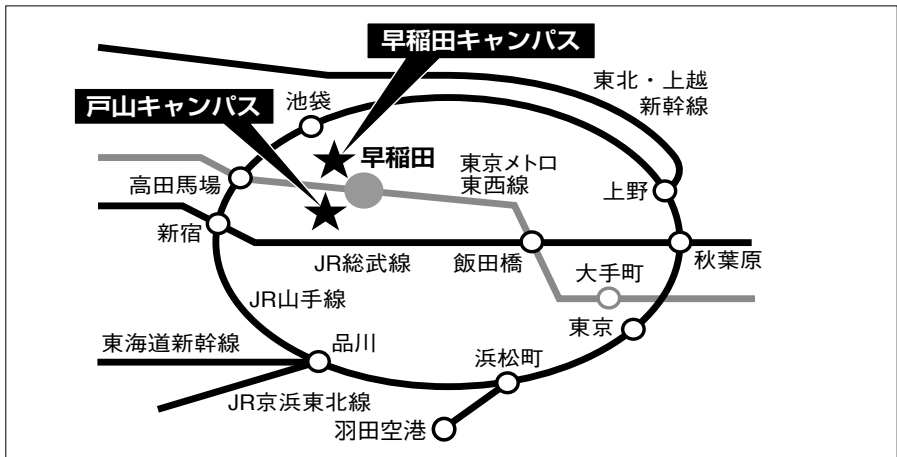 早稲田キャンパス
東北・上越
新幹線
戸山キャンパス
池袋
早稲田
東京メトロ
東西線
高田馬場
上野
新宿
JR総武線
飯田橋
秋葉原
大手町
JR山手線
東京
東海道新幹線
品川
浜松町
JR京浜東北線
羽田空港